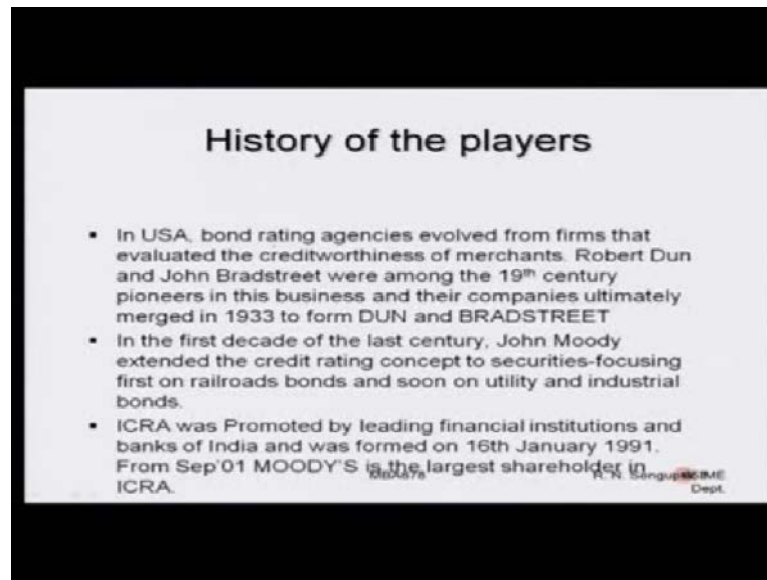 History of the players
▪ In USA, bond rating agencies evolved from firms that
evaluated the creditworthiness of merchants. Robert Dun
and John Bradstreet were among the 19th century
pioneers in this business and their companies ultimately
merged in 1933 to form DUN and BRADSTREET
▪ In the first decade of the last century, John Moody
extended the credit rating concept to securities-focusing
first on railroads bonds and soon on utility and industrial
bonds.
▪ ICRA was Promoted by leading financial institutions and
banks of India and was formed on 16th January 1991.
From Sep'01 MOODY'S is the largest shareholder in
ICRA.
R. N. Sengupta
Dept.